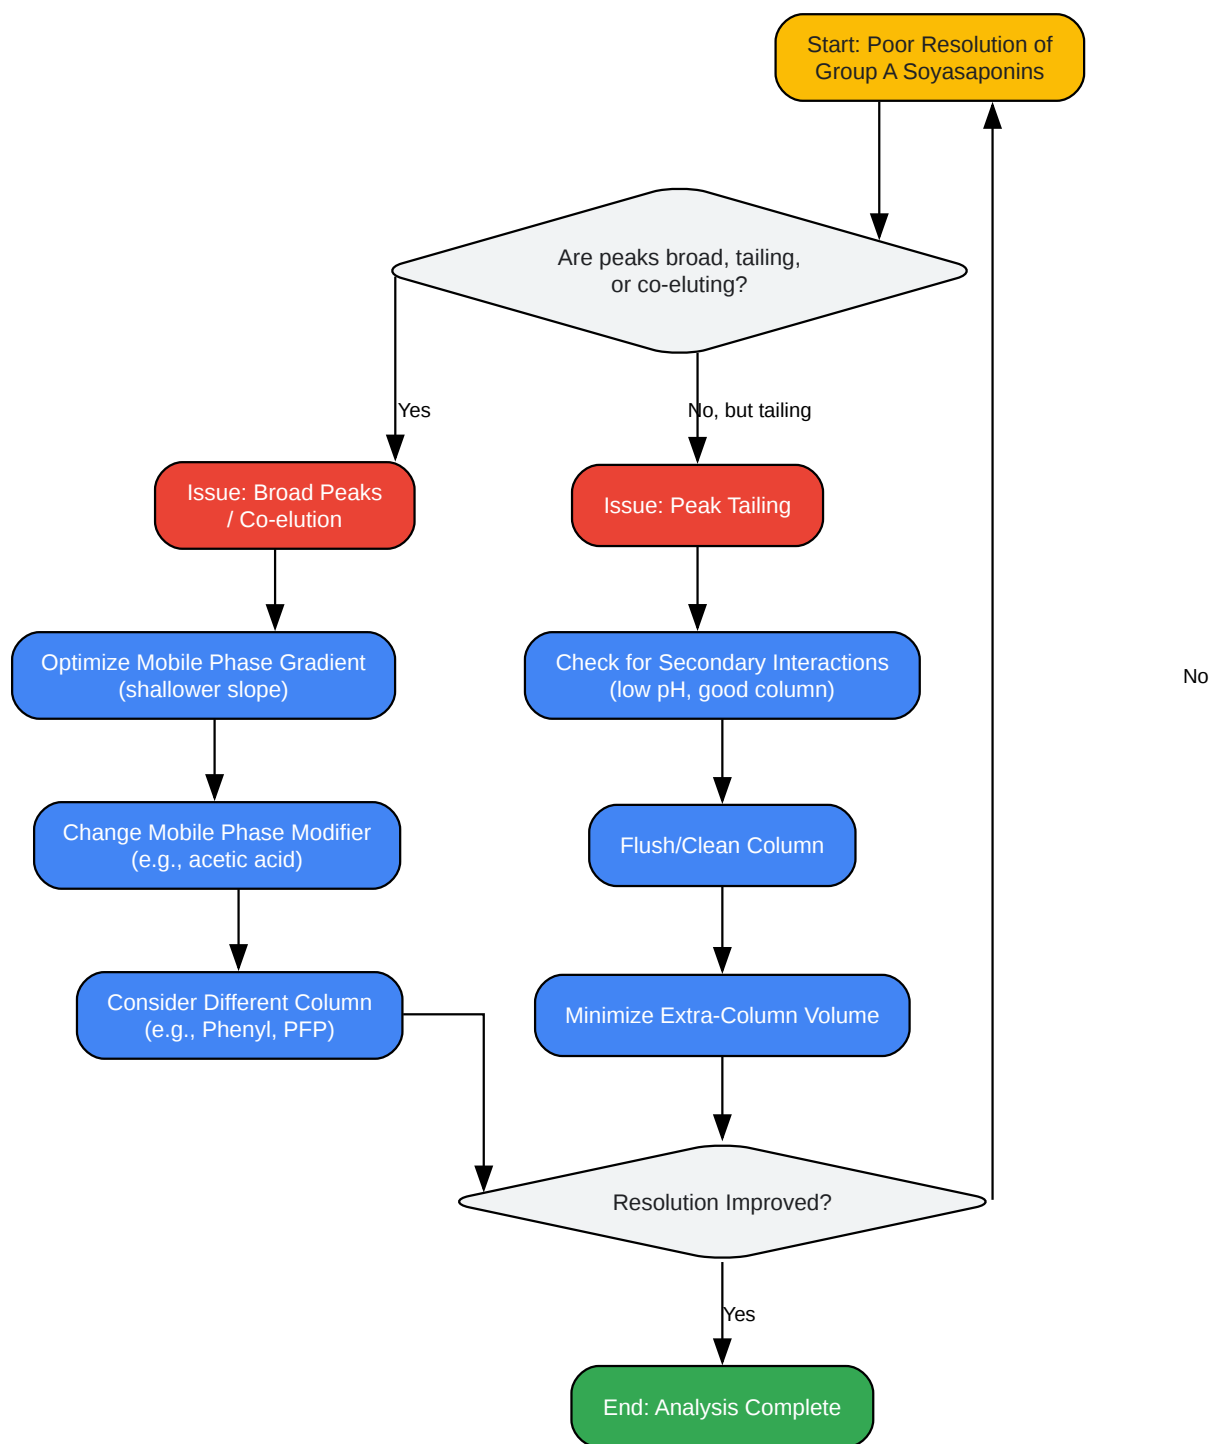 Start: Poor Resolution of
Group A Soyasaponins
Are peaks broad, tailing,
or co-eluting?
Yes
No, but tailing
Issue: Broad Peaks
/ Co-elution
Issue: Peak Tailing
Optimize Mobile Phase Gradient
(shallower slope)
Check for Secondary Interactions
(low pH, good column)
No
Change Mobile Phase Modifier
(e.g., acetic acid)
Flush/Clean Column
Consider Different Column
(e.g., Phenyl, PFP)
Minimize Extra-Column Volume
Resolution Improved?
Yes
End: Analysis Complete